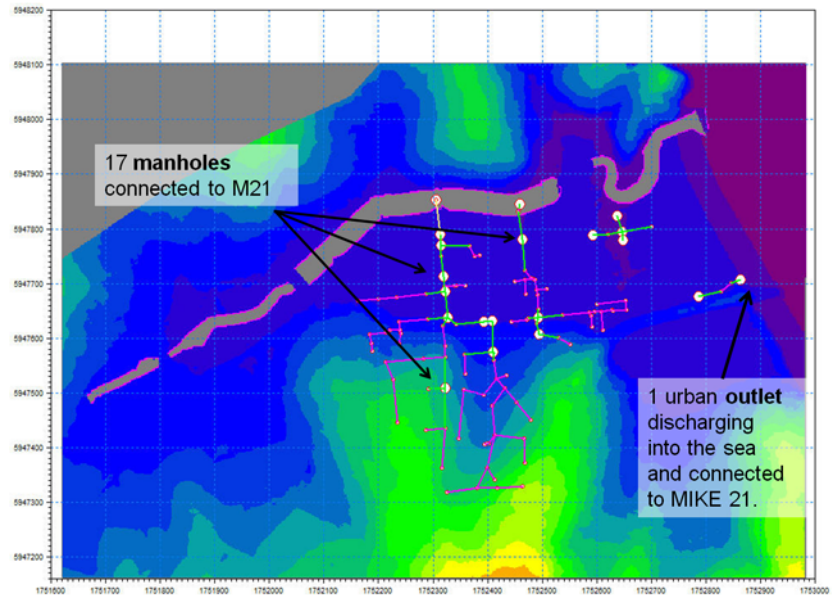 5948200
5948100
5948000
5947900
17 manholes
connected to M21
5947800
5947700
5947600
5947500
1 urban outlet
discharging
into the sea
and connected
to MIKE 21.
5947400
5947300
5947200
1751600 1751700 1751800 1751900 1752000 1752100 1752200 1752300 1752400 1752500 1752600 1752700 1752800 1752900 1753000